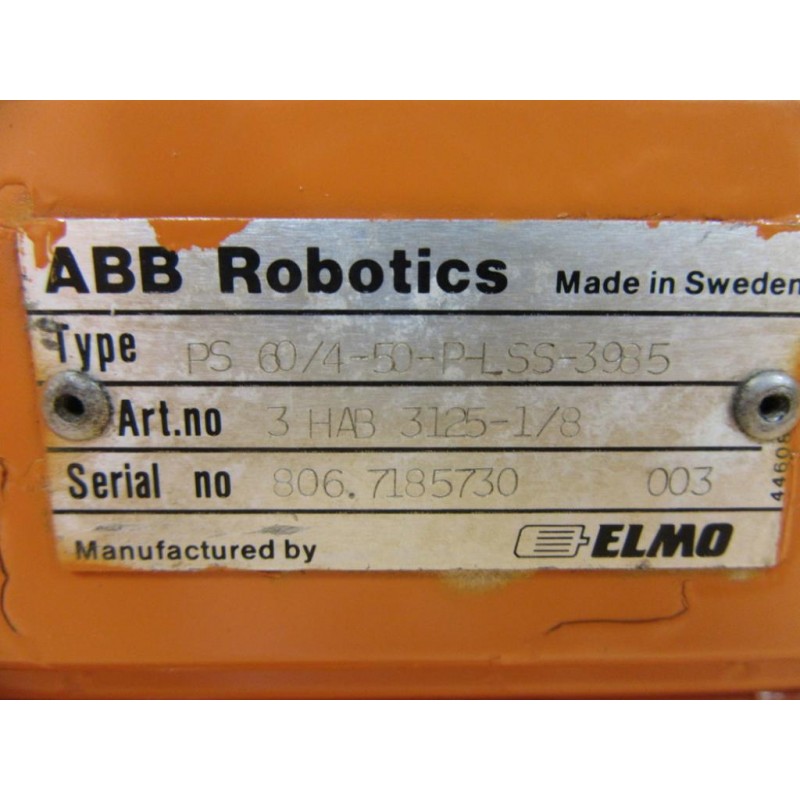 ABB Robotics Made in Sweden
Type PS 60/4-50-P-LSS-3985
Art.no 3 HAB 3125-1/8
Serial no 806.7185730 003
Manufactured by ELMO